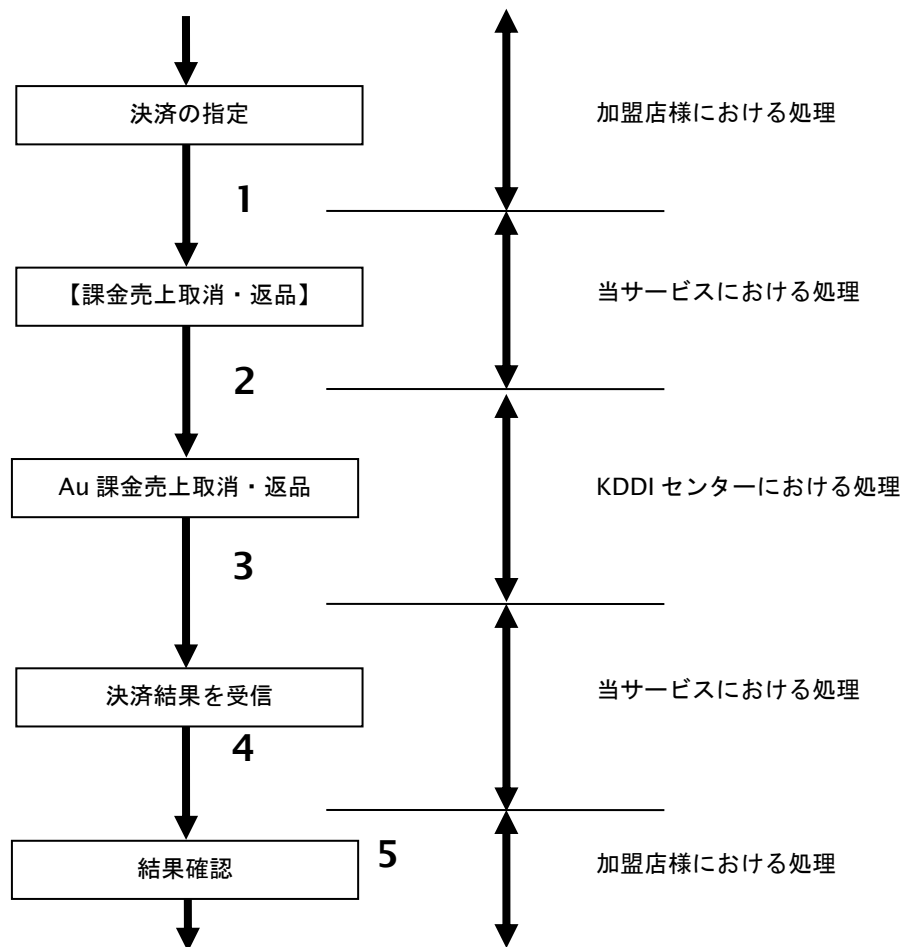 決済の指定
加盟店様における処理
1
【課金売上取消・返品】
当サービスにおける処理
2
Au 課金売上取消・返品
KDDI センターにおける処理
3
決済結果を受信
当サービスにおける処理
4
結果確認
5
加盟店様における処理